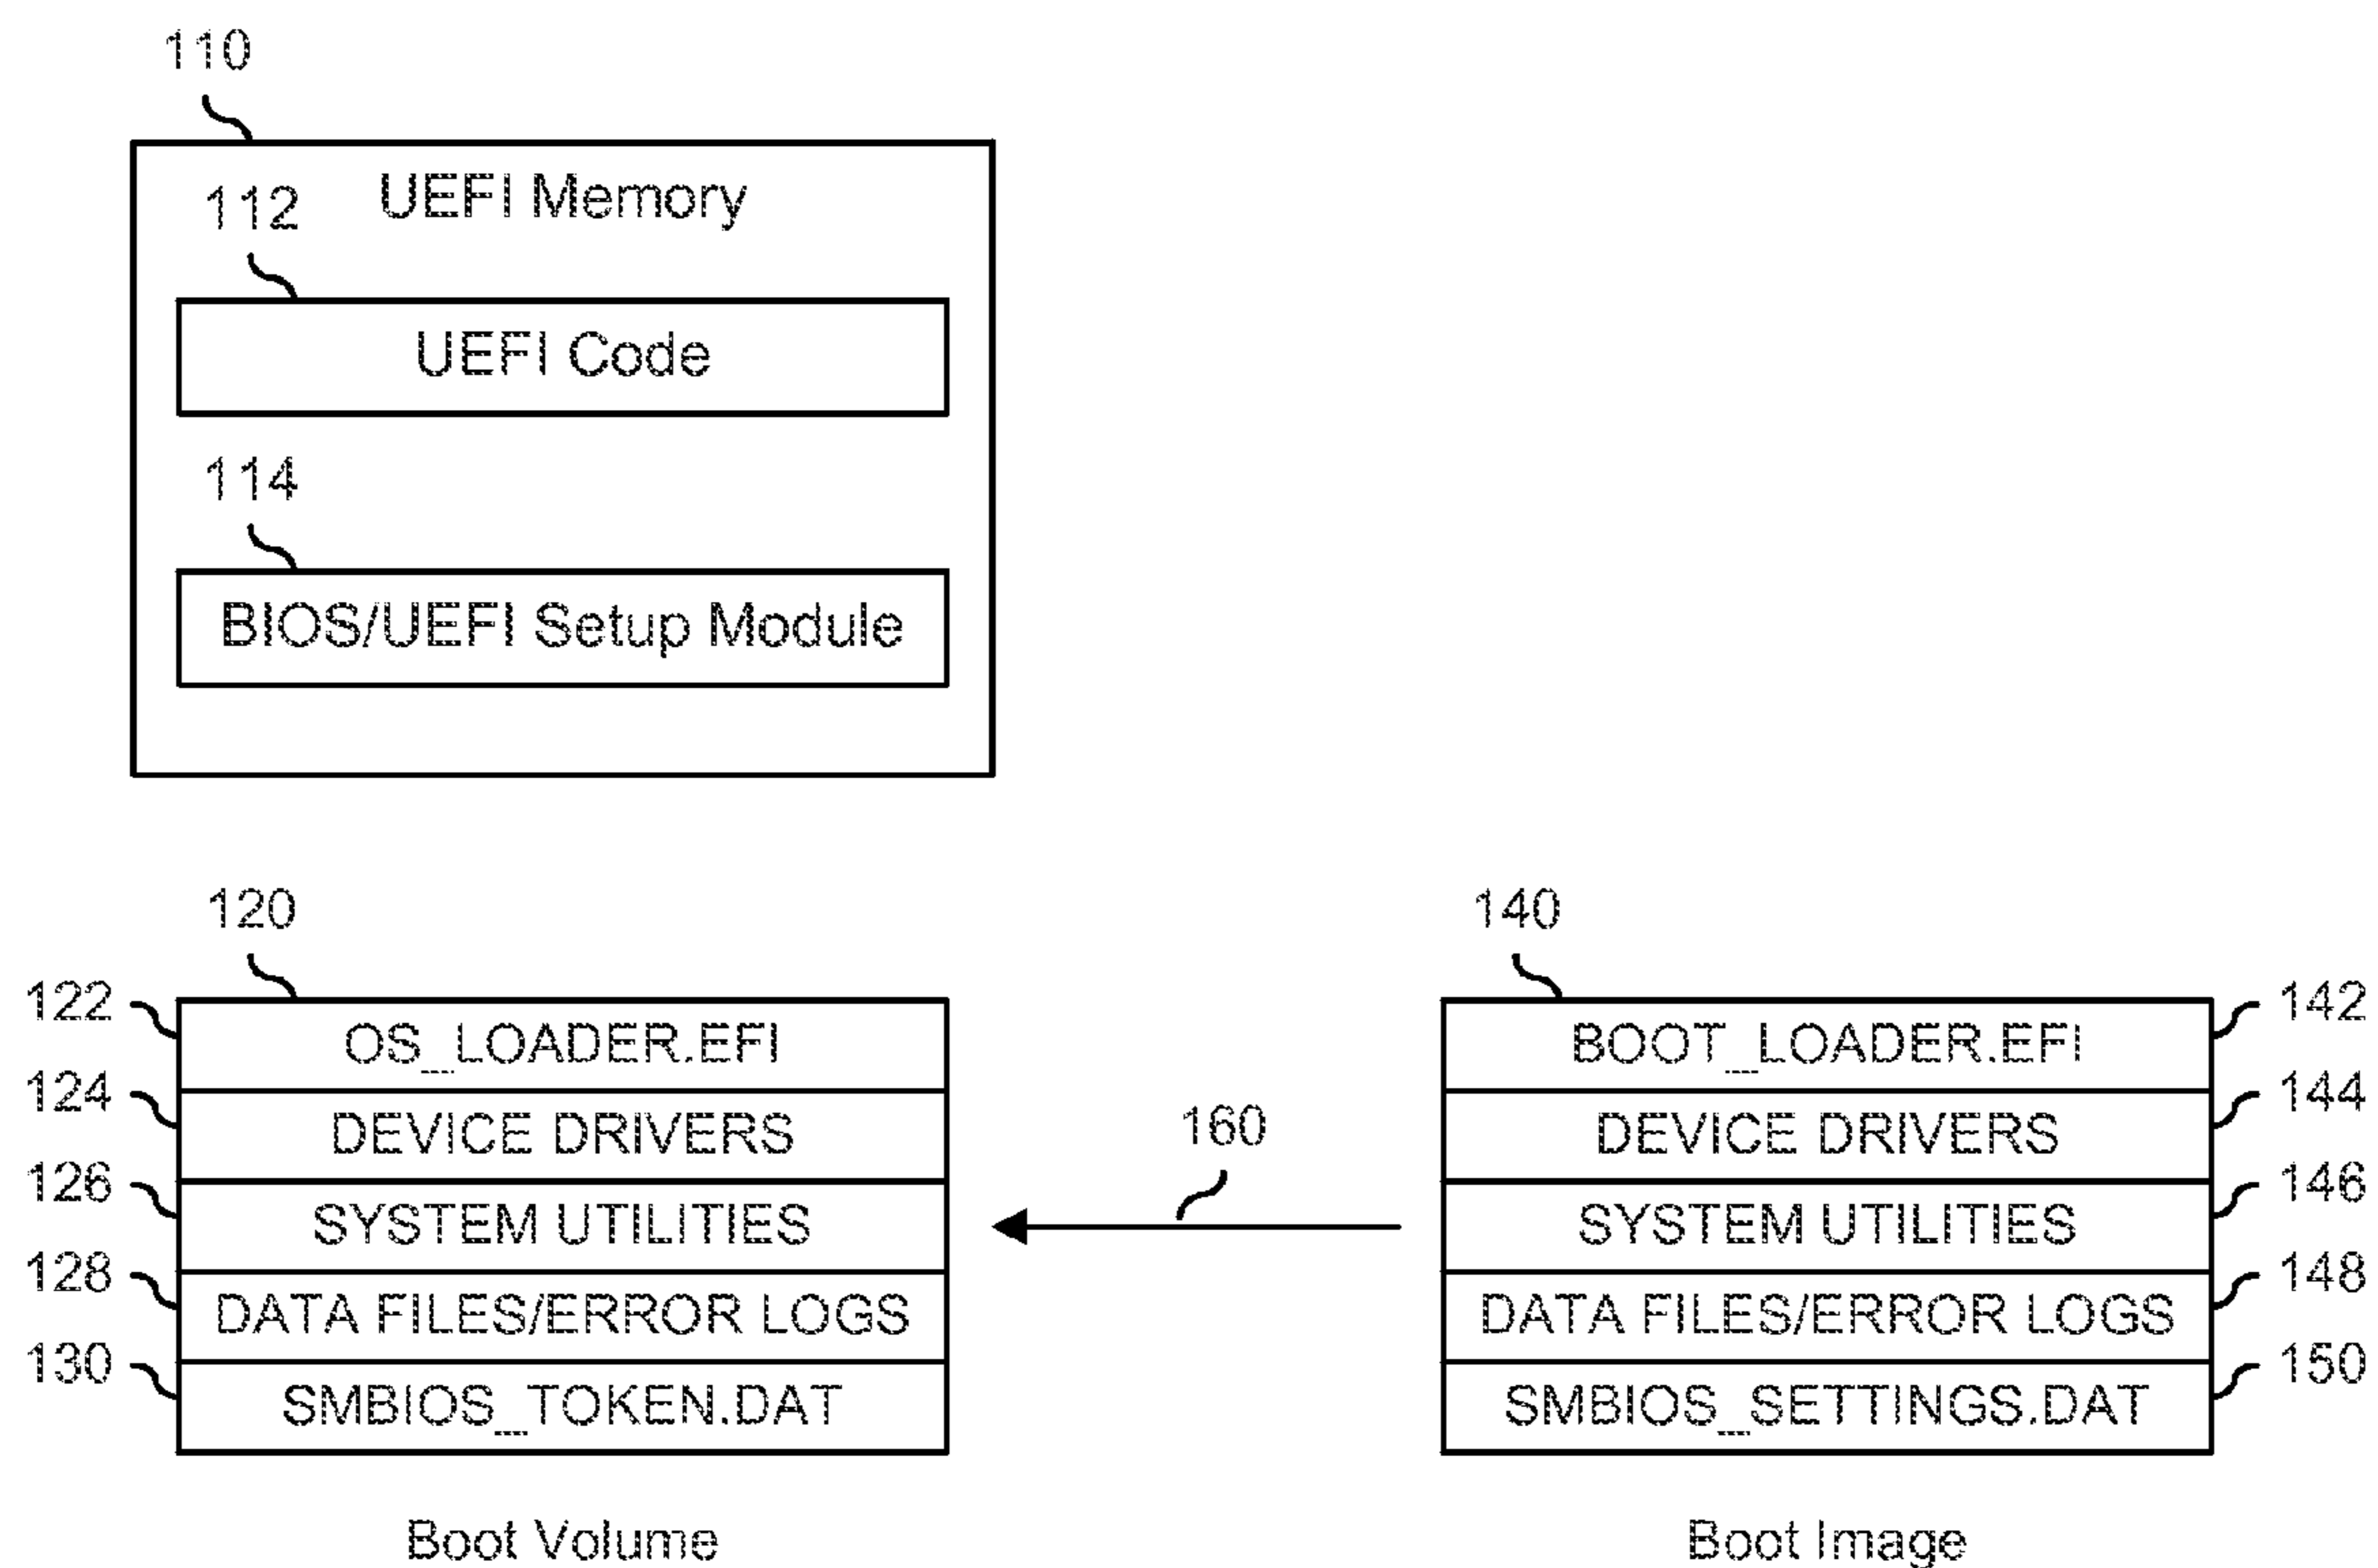 110
UEFI Memory
112
UEFI Code
114
BIOS/UEFI Setup Module
120
140
122
OS_LOADER.EFI
BOOT_LOADER.EFI
142
124
DEVICE DRIVERS
DEVICE DRIVERS
144
160
126
SYSTEM UTILITIES
SYSTEM UTILITIES
146
128
DATA FILES/ERROR LOGS
DATA FILES/ERROR LOGS
148
130
SMBIOS_TOKEN.DAT
SMBIOS_SETTINGS.DAT
150
Boot Volume
Boot Image